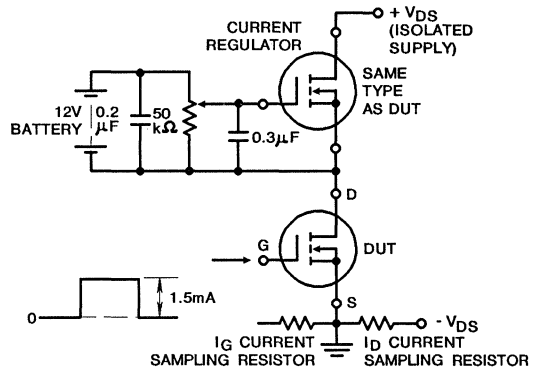 CURRENT
REGULATOR
+ VDS
(ISOLATED
SUPPLY)
SAME
TYPE
AS DUT
12V
BATTERY
0.2
µF
50
kΩ
0.3µF
D
G
DUT
S
1.5mA
0
- VDS
IG CURRENT
SAMPLING RESISTOR
ID CURRENT
SAMPLING RESISTOR